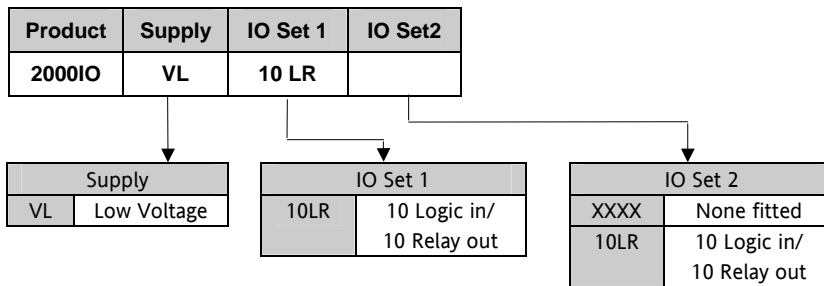 Product Supply IO Set 1 IO Set2
2000IO VL 10 LR
Supply
VL Low Voltage
IO Set 1
10LR 10 Logic in/
10 Relay out
IO Set 2
XXXX None fitted
10LR 10 Logic in/
10 Relay out